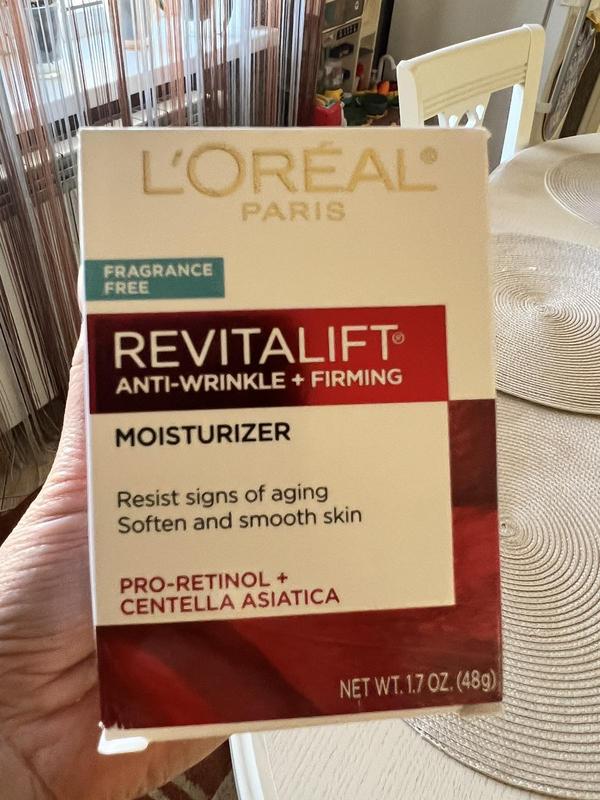 L'ORÉAL®
PARIS
FRAGRANCE
FREE
REVITALIFT®
ANTI-WRINKLE + FIRMING
MOISTURIZER
Resist signs of aging
Soften and smooth skin
PRO-RETINOL +
CENTELLA ASIATICA
NET WT. 1.7 OZ. (48g)